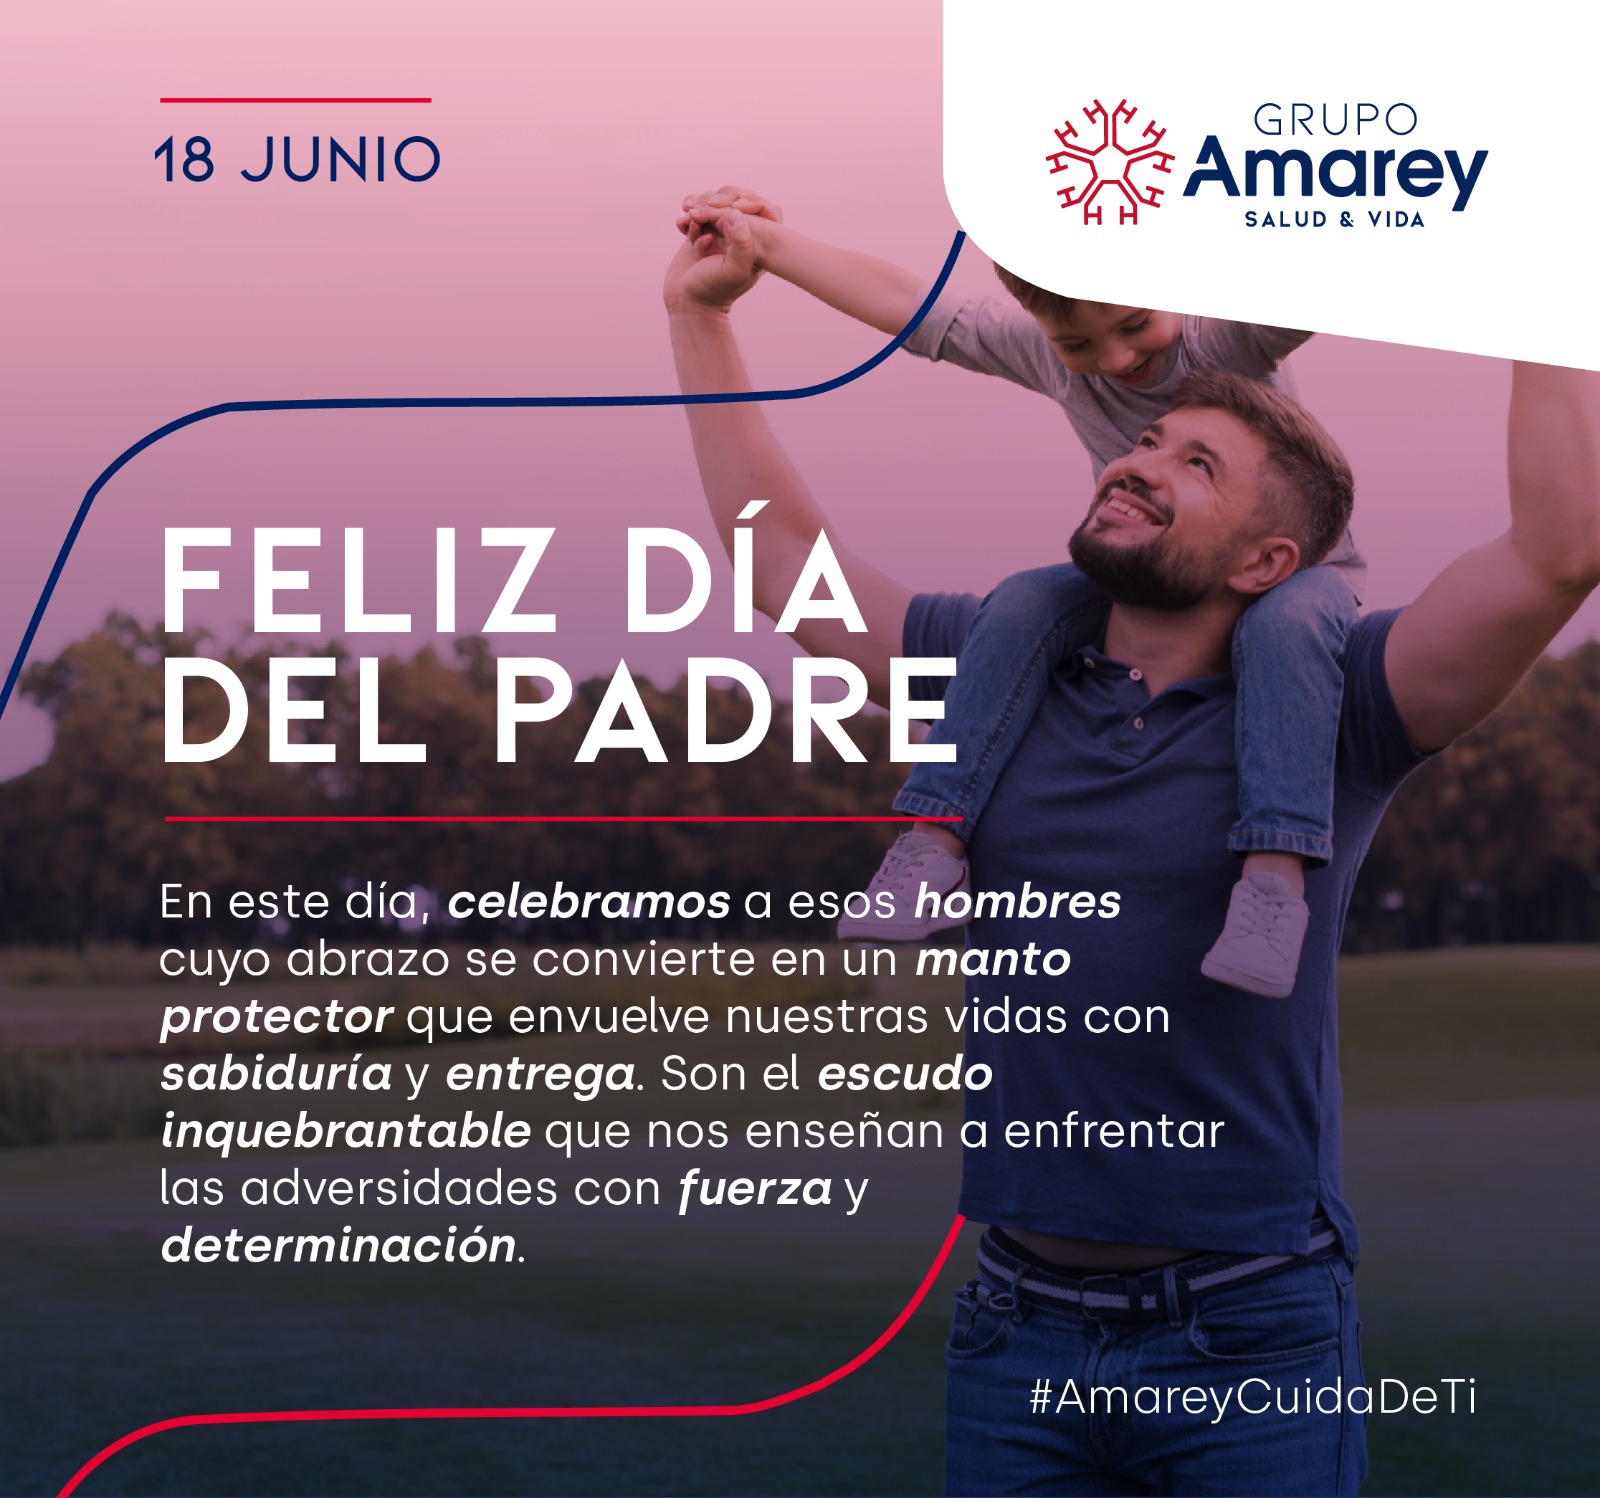 18 JUNIO
GRUPO
Amarey
SALUD & VIDA
FELIZ DÍA
DEL PADRE
En este día, celebramos a esos hombres
cuyo abrazo se convierte en un manto
protector que envuelve nuestras vidas con
sabiduría y entrega. Son el escudo
inquebrantable que nos enseñan a enfrentar
las adversidades con fuerza y
determinación.
#AmareyCuidaDeTi